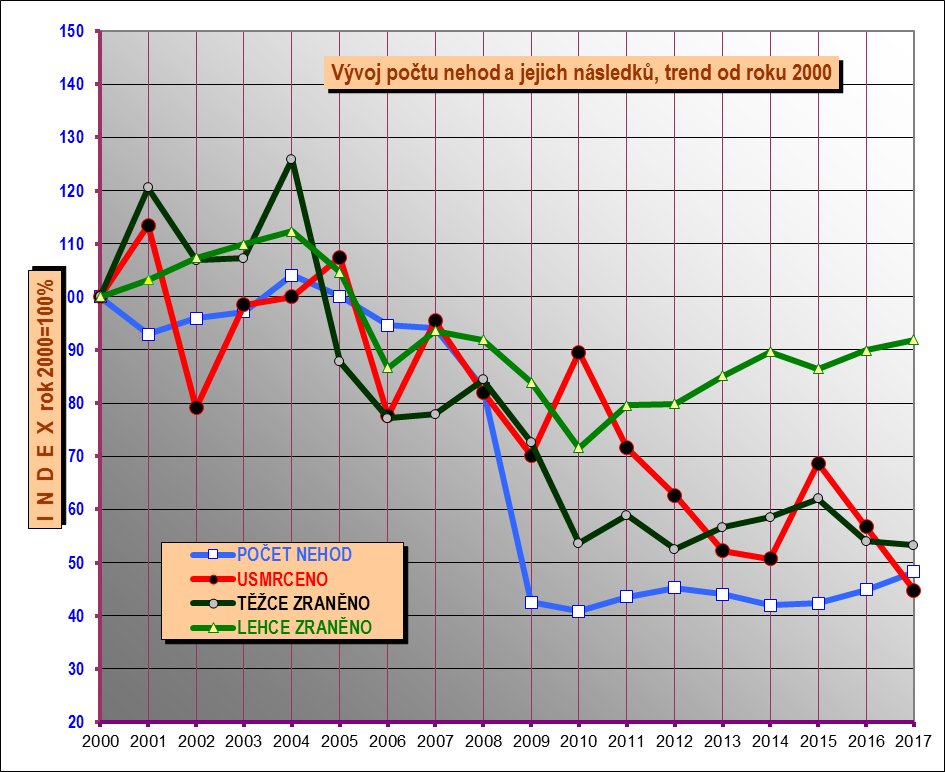 Vývoj počtu nehod a jejich následků, trend od roku 2000
I N D E X rok 2000=100%
150
140
130
120
110
00
90
80
70
60
50
40
30
20
POČET NEHOD
USMRCENO
TĚŽCE ZRANĚNO
LEHCE ZRANĚNO
2000 2001 2002 2003 2004 2005 2006 2007 2008 2009 2010 2011 2012 2013 2014 2015 2016 2017